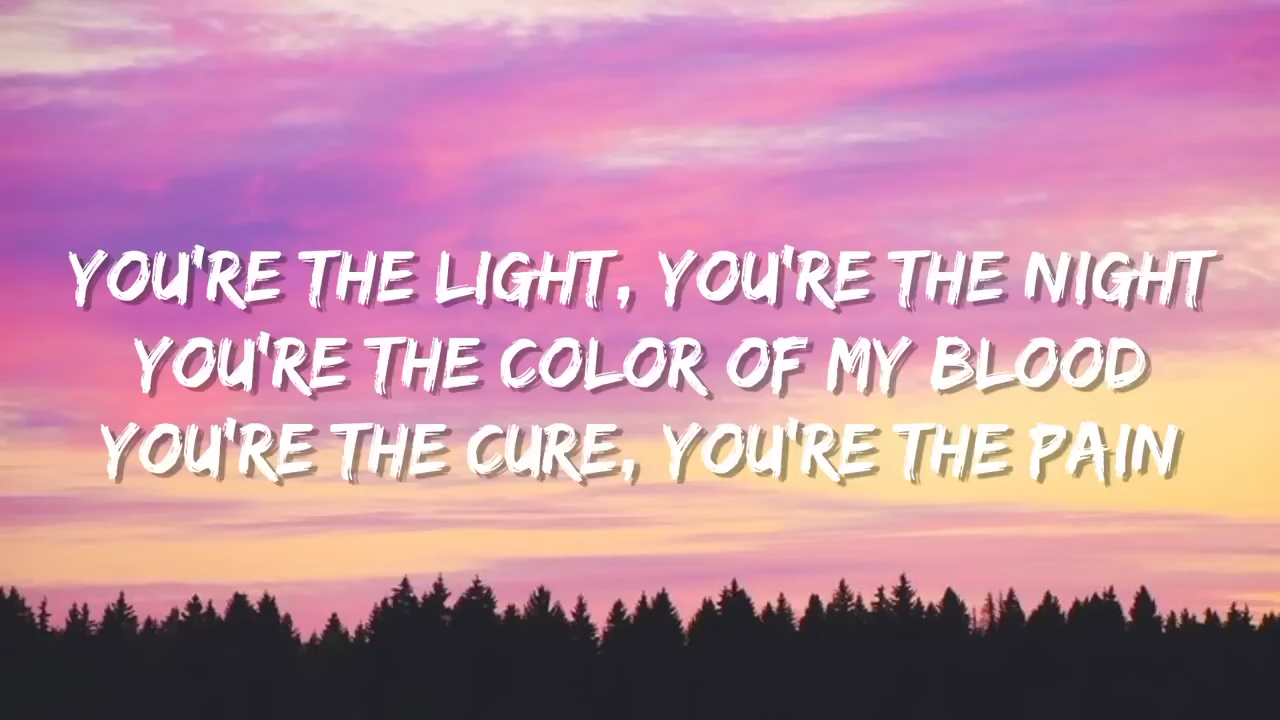 YOU'RE THE LIGHT, YOU'RE THE NIGHT
YOU'RE THE COLOR OF MY BLOOD
YOU'RE THE CURE, YOU'RE THE PAIN